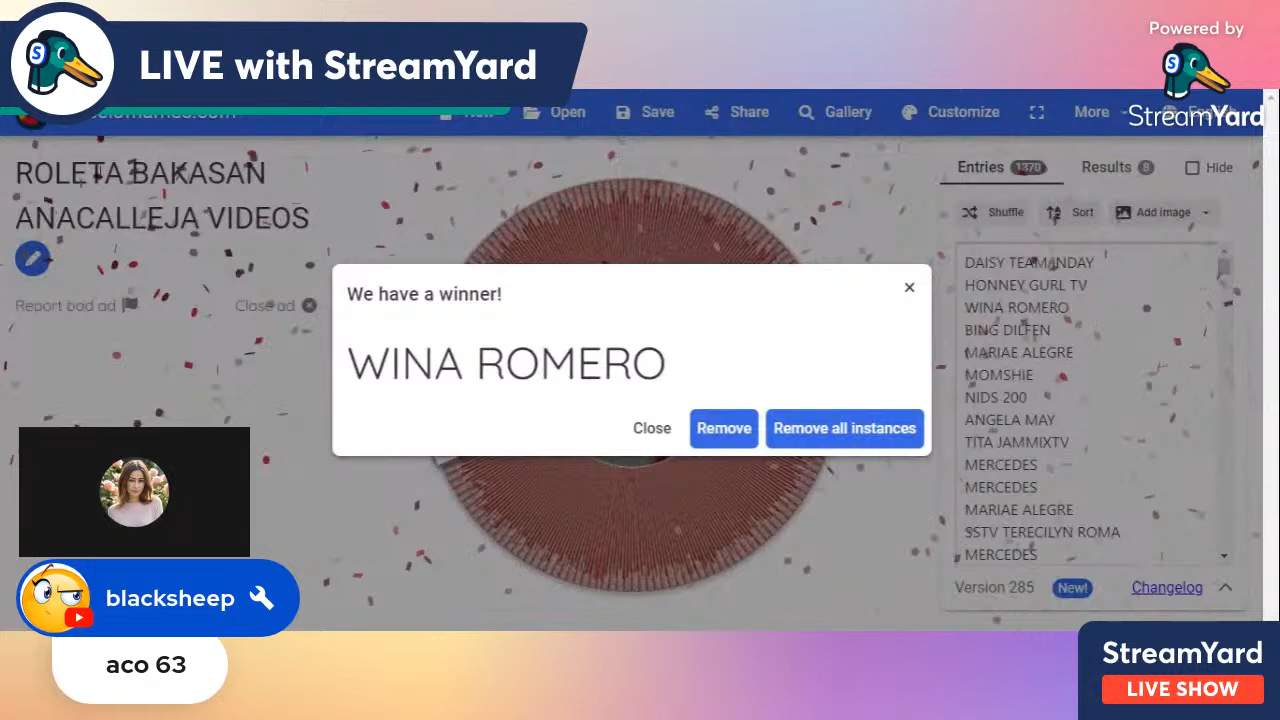 LIVE with StreamYard
Powered by
StreamYard
Open
Save
Share
Gallery
Customize
More
ROLETA BAKASAN
ANACALLEJA VIDEOS
Report bad ad
Close ad
Entries 1370
Results 8
Hide
Shuffle
Sort
Add image
DAISY TEAMANDAY
HONNEY GURL TV
WINA ROMERO
BING DILFEN
MARIAE ALEGRE
MOMSHIE
NIDS 200
ANGELA MAY
TITA JAMMIXTV
MERCEDES
MERCEDES
MARIAE ALEGRE
SSTV TERECILYN ROMA
MERCEDES
Version 285
New!
Changelog
We have a winner!
WINA ROMERO
Close
Remove
Remove all instances
blacksheep
aco 63
StreamYard
LIVE SHOW